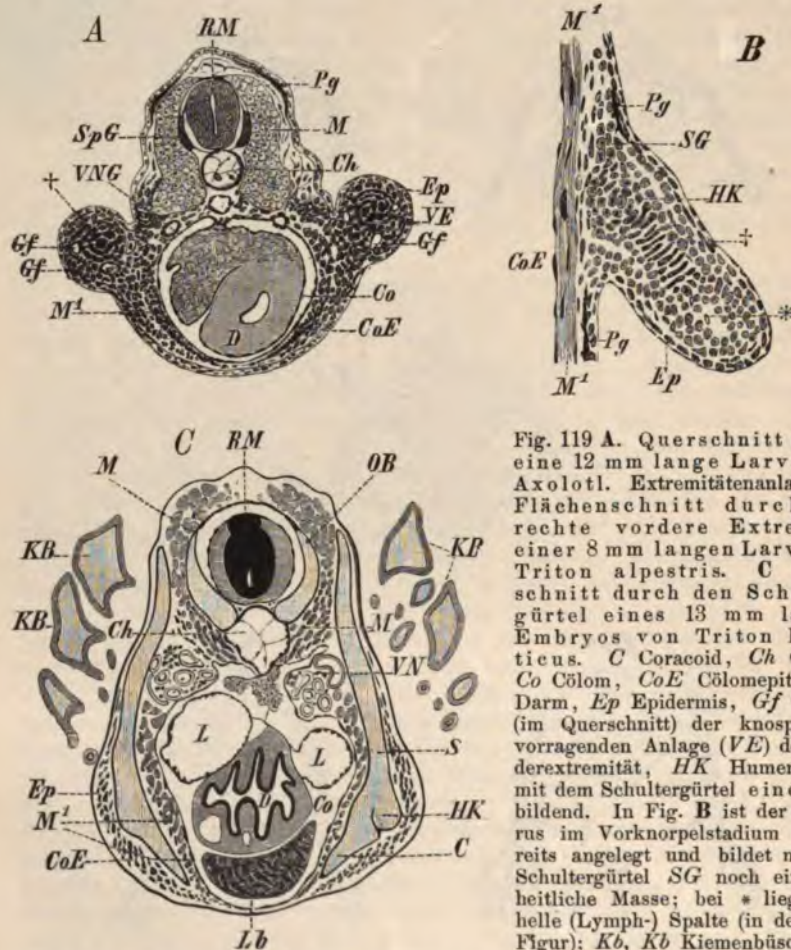 A
RM
Pg
SpG
M
VNG
Ch
†
Ep
VE
Gf
Gf
Gf
Co
M¹
CoE
D
M¹
B
Pg
SG
HK
†
CoE
*
Pg
Ep
M¹
C
RM
M
OB
KB
KB
KB
Ch
M
VN
L
L
S
Ep
D
Co
HK
M¹
C
CoE
Lb
Fig. 119 A. Querschnitt
eine 12 mm lange Larv
Axolotl. Extremitätenanla
Flächenschnitt durc
rechte vordere Extre
einer 8 mm langen Larv
Triton alpestris. C
schnitt durch den Sch
gürtel eines 13 mm l
Embryos von Triton
ticus. C Coracoid, Ch
Co Cölom, CoE Cölomepit
Darm, Ep Epidermis, Gf
(im Querschnitt) der knosp
vorragenden Anlage (VE) d
derextremität, HK Humer
mit dem Schultergürtel eine
bildend. In Fig. B ist der
rus im Vorknorpelstadium
reits angelegt und bildet m
Schultergürtel SG noch ei
heitliche Masse; bei * lieg
helle (Lymph-) Spalte (in de
Figur); Kb, Kb Kiemenbüsc